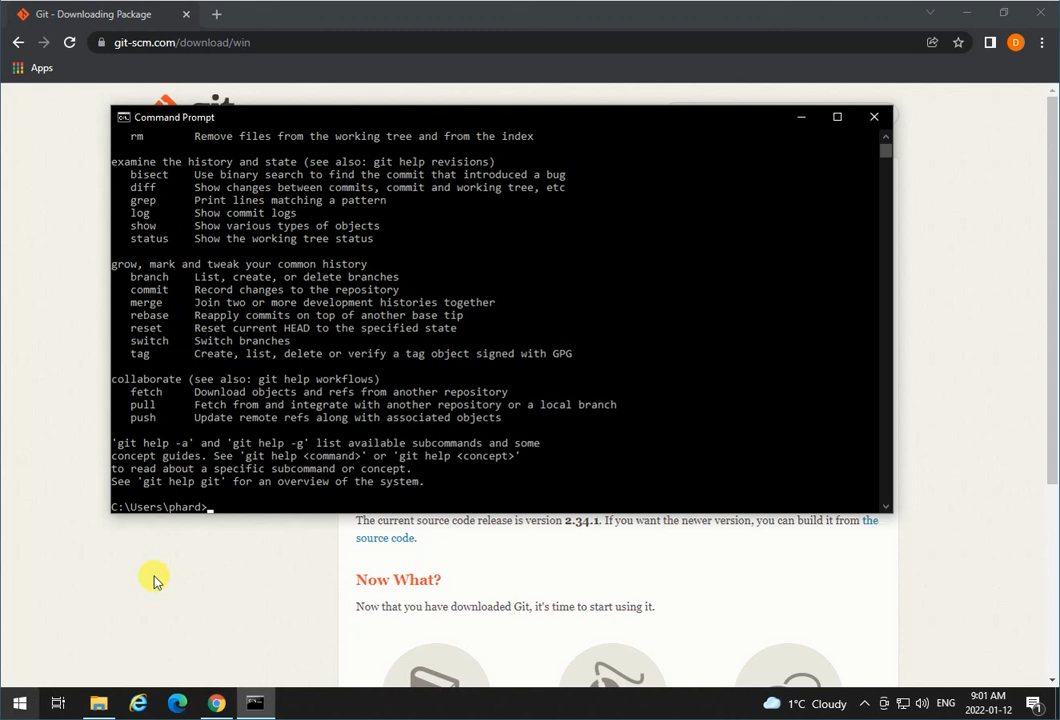 Git - Downloading Package
git-scm.com/download/win
D
Apps
git
Command Prompt
rm Remove files from the working tree and from the index
examine the history and state (see also: git help revisions)
bisect Use binary search to find the commit that introduced a bug
diff Show changes between commits, commit and working tree, etc
grep Print lines matching a pattern
log Show commit logs
show Show various types of objects
status Show the working tree status
grow, mark and tweak your common history
branch List, create, or delete branches
commit Record changes to the repository
merge Join two or more development histories together
rebase Reapply commits on top of another base tip
reset Reset current HEAD to the specified state
switch Switch branches
tag Create, list, delete or verify a tag object signed with GPG
collaborate (see also: git help workflows)
fetch Download objects and refs from another repository
pull Fetch from and integrate with another repository or a local branch
push Update remote refs along with associated objects
'git help -a' and 'git help -g' list available subcommands and some
concept guides. See 'git help <command>' or 'git help <concept>'
to read about a specific subcommand or concept.
See 'git help git' for an overview of the system.
C:\Users\phard>
The current source code release is version 2.34.1. If you want the newer version, you can build it from the
source code.
Now What?
Now that you have downloaded Git, it's time to start using it.
1°C Cloudy
ENG
9:01 AM
2022-01-12
1